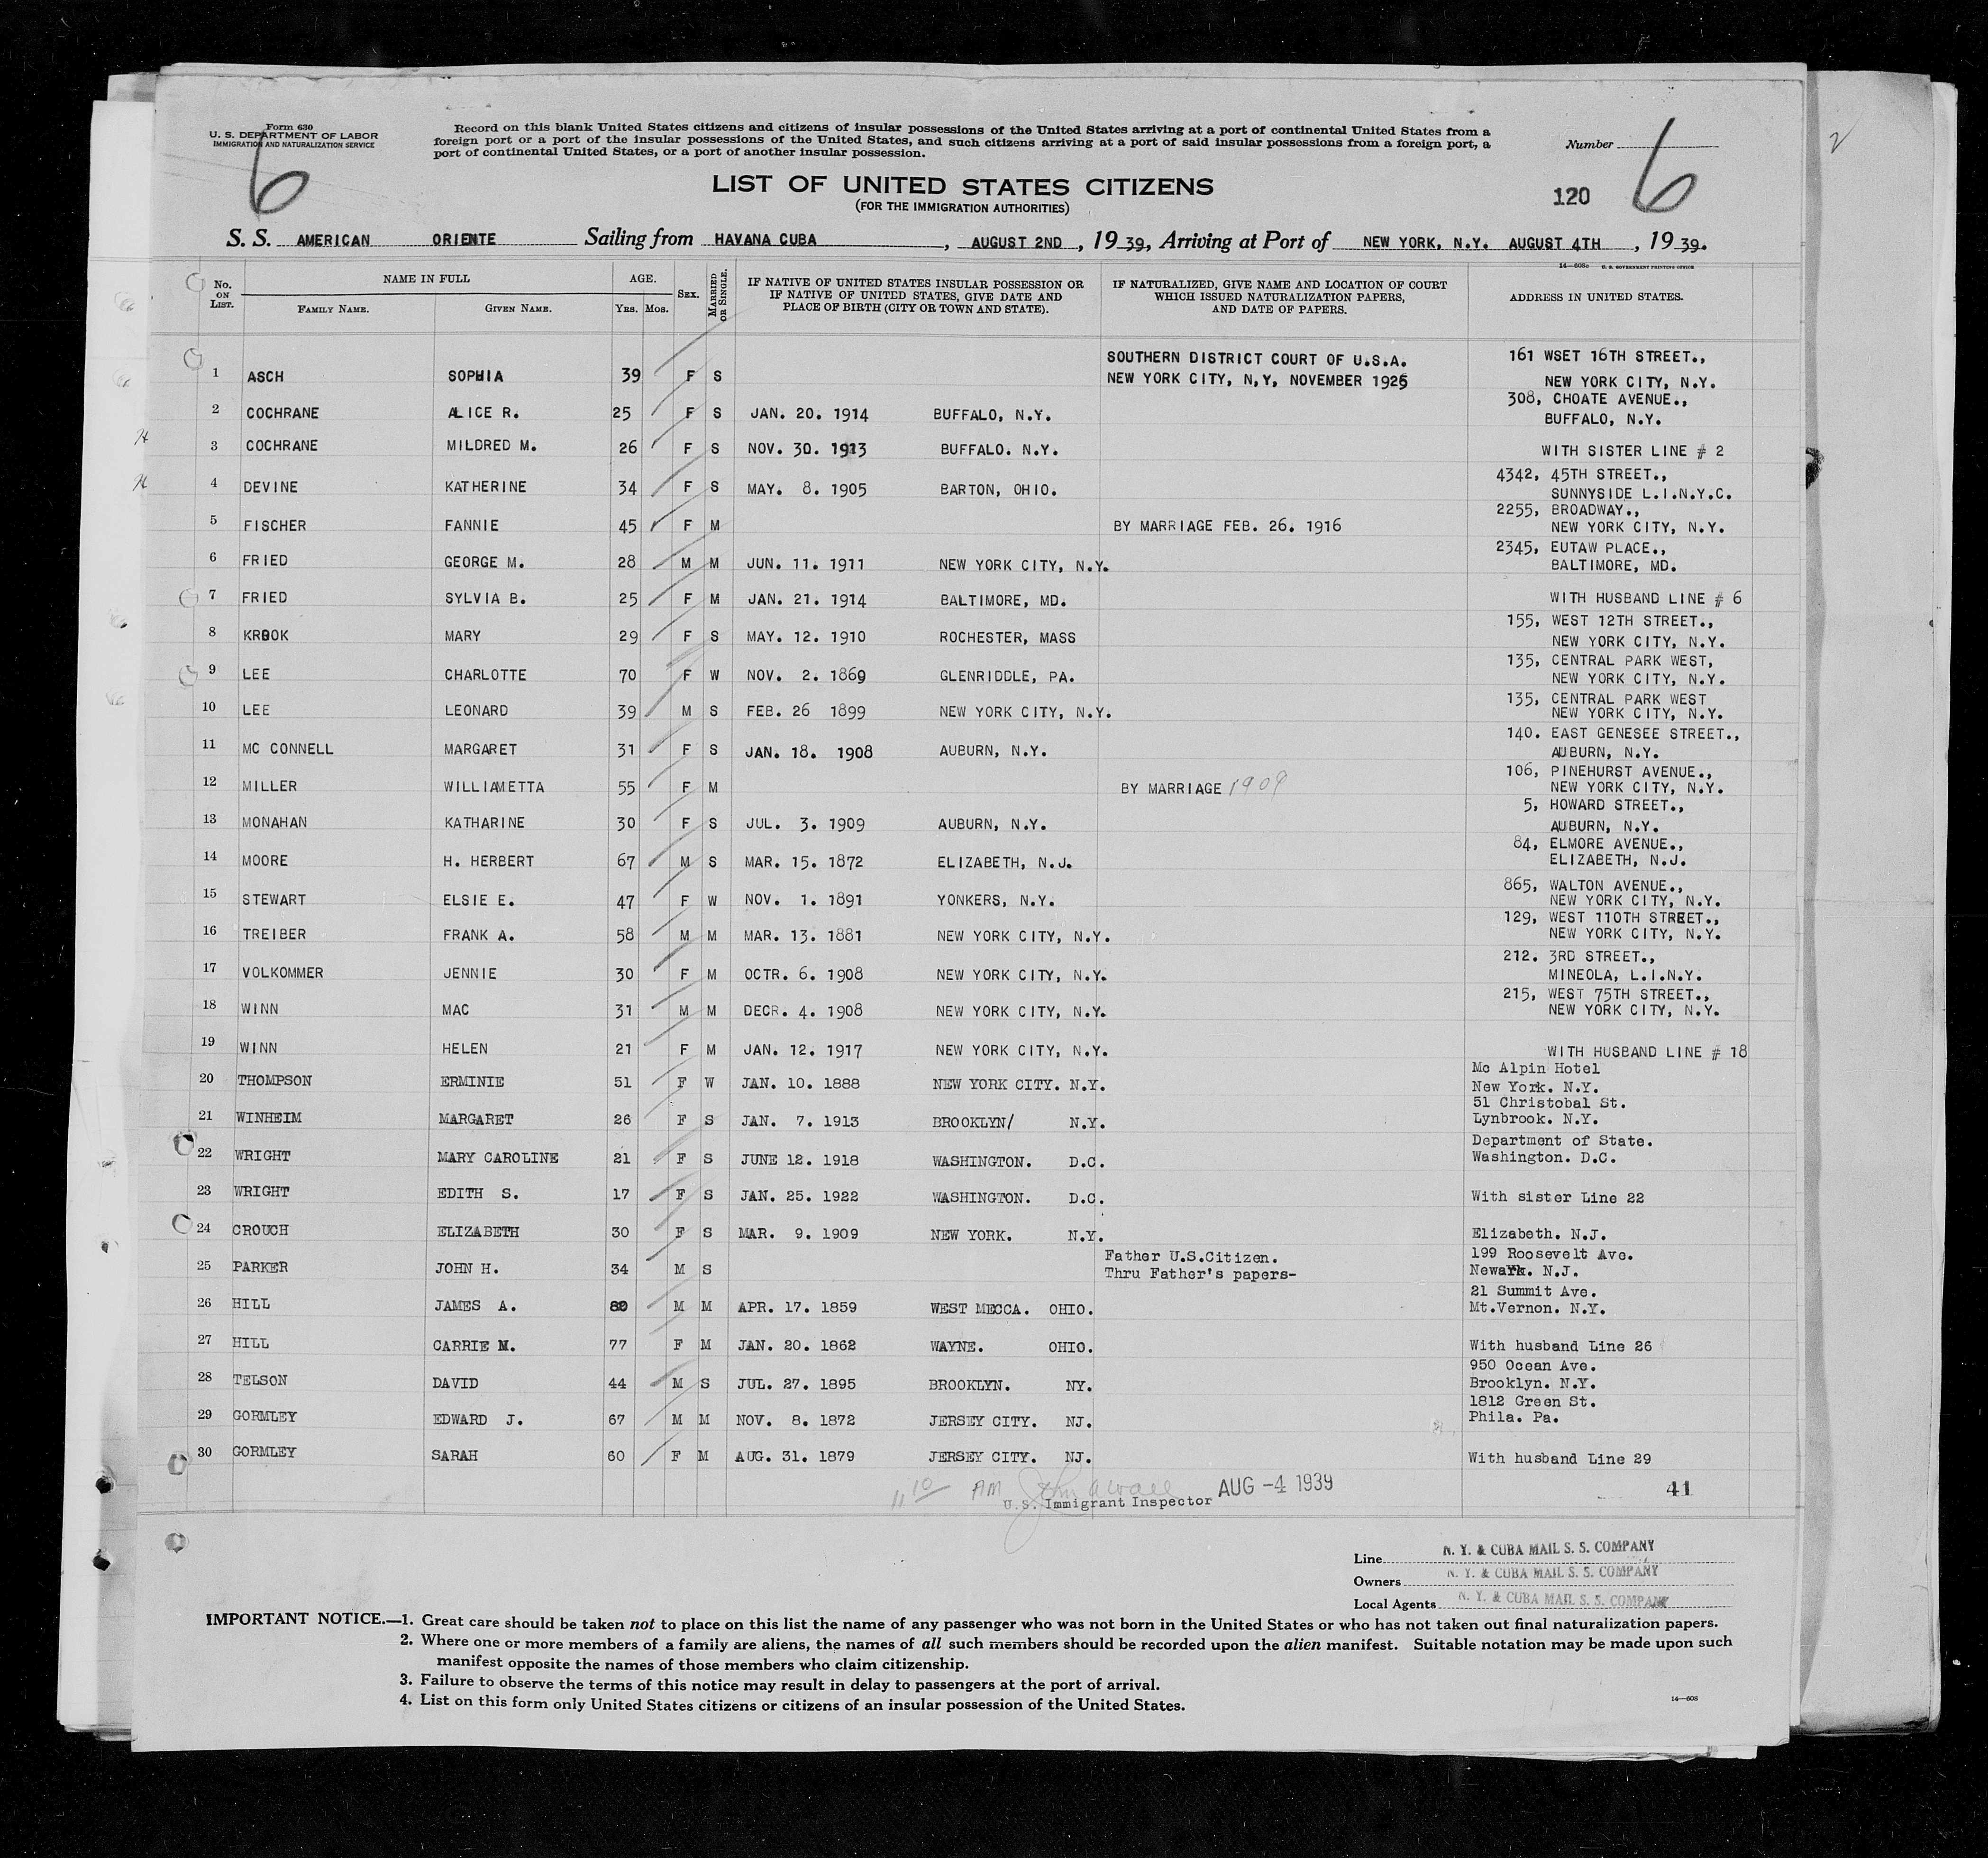 Form 630
U. S. DEPARTMENT OF LABOR
IMMIGRATION AND NATURALIZATION SERVICE
6
Record on this blank United States citizens and citizens of insular possessions of the United States arriving at a port of continental United States from a
foreign port or a port of the insular possessions of the United States, and such citizens arriving at a port of said insular possessions from a foreign port, a
port of continental United States, or a port of another insular possession.
Number
6
2
LIST OF UNITED STATES CITIZENS
(FOR THE IMMIGRATION AUTHORITIES)
120
S. S. AMERICAN ORIENTE Sailing from HAVANA CUBA, AUGUST 2ND, 19 39, Arriving at Port of NEW YORK, N.Y. AUGUST 4TH, 19 39.
14—608a U. S. GOVERNMENT PRINTING OFFICE
No. ON LIST. NAME IN FULL FAMILY NAME. GIVEN NAME. AGE. YRS. MOS. SEX. MARRIED OR SINGLE. IF NATIVE OF UNITED STATES INSULAR POSSESSION OR IF NATIVE OF UNITED STATES, GIVE DATE AND PLACE OF BIRTH (CITY OR TOWN AND STATE). IF NATURALIZED, GIVE NAME AND LOCATION OF COURT WHICH ISSUED NATURALIZATION PAPERS, AND DATE OF PAPERS. ADDRESS IN UNITED STATES.
1 ASCH SOPHIA 39 F S SOUTHERN DISTRICT COURT OF U.S.A. NEW YORK CITY, N,Y, NOVEMBER 1925 161 WSET 16TH STREET., NEW YORK CITY, N.Y.
2 COCHRANE ALICE R. 25 F S JAN. 20. 1914 BUFFALO, N.Y. 308, CHOATE AVENUE., BUFFALO, N.Y.
3 COCHRANE MILDRED M. 26 F S NOV. 30. 1913 BUFFALO. N.Y. WITH SISTER LINE # 2
4 DEVINE KATHERINE 34 F S MAY. 8. 1905 BARTON, OHIO. 4342, 45TH STREET., SUNNYSIDE L.I.N.Y.C.
5 FISCHER FANNIE 45 F M BY MARRIAGE FEB. 26. 1916 2255, BROADWAY., NEW YORK CITY, N.Y.
6 FRIED GEORGE M. 28 M M JUN. 11. 1911 NEW YORK CITY, N.Y. 2345, EUTAW PLACE., BALTIMORE, MD.
7 FRIED SYLVIA B. 25 F M JAN. 21. 1914 BALTIMORE, MD. WITH HUSBAND LINE # 6
8 KROOK MARY 29 F S MAY. 12. 1910 ROCHESTER, MASS 155, WEST 12TH STREET., NEW YORK CITY, N.Y.
9 LEE CHARLOTTE 70 F W NOV. 2. 1869 GLENRIDDLE, PA. 135, CENTRAL PARK WEST, NEW YORK CITY, N.Y.
10 LEE LEONARD 39 M S FEB. 26 1899 NEW YORK CITY, N.Y. 135, CENTRAL PARK WEST NEW YORK CITY, N.Y.
11 MC CONNELL MARGARET 31 F S JAN. 18. 1908 AUBURN, N.Y. 140. EAST GENESEE STREET., AUBURN, N.Y.
12 MILLER WILLIAMETTA 55 F M BY MARRIAGE 1909 106, PINEHURST AVENUE., NEW YORK CITY, N.Y.
13 MONAHAN KATHARINE 30 F S JUL. 3. 1909 AUBURN, N.Y. 5, HOWARD STREET., AUBURN, N.Y.
14 MOORE H. HERBERT 67 M S MAR. 15. 1872 ELIZABETH, N.J. 84, ELMORE AVENUE., ELIZABETH, N.J.
15 STEWART ELSIE E. 47 F W NOV. 1. 1891 YONKERS, N.Y. 865, WALTON AVENUE., NEW YORK CITY, N.Y.
16 TREIBER FRANK A. 58 M M MAR. 13. 1881 NEW YORK CITY, N.Y. 129, WEST 110TH STREET., NEW YORK CITY, N.Y.
17 VOLKOMMER JENNIE 30 F M OCTR. 6. 1908 NEW YORK CITY, N.Y. 212. 3RD STREET., MINEOLA, L.I.N.Y.
18 WINN MAC 31 M M DECR. 4. 1908 NEW YORK CITY, N.Y. 215, WEST 75TH STREET., NEW YORK CITY, N.Y.
19 WINN HELEN 21 F M JAN. 12. 1917 NEW YORK CITY, N.Y. WITH HUSBAND LINE # 18
20 THOMPSON ERMINIE 51 F W JAN. 10. 1888 NEW YORK CITY. N.Y. Mc Alpin Hotel New York. N.Y.
21 WINHEIM MARGARET 26 F S JAN. 7. 1913 BROOKLYN/ N.Y. 51 Christobal St. Lynbrook. N.Y.
22 WRIGHT MARY CAROLINE 21 F S JUNE 12. 1918 WASHINGTON. D.C. Department of State. Washington. D.C.
23 WRIGHT EDITH S. 17 F S JAN. 25. 1922 WASHINGTON. D.C. With sister Line 22
24 CROUCH ELIZABETH 30 F S MAR. 9. 1909 NEW YORK. N.Y. Elizabeth. N.J.
25 PARKER JOHN H. 34 M S Father U.S.Citizen. Thru Father's papers- 199 Roosevelt Ave. Newark. N.J.
26 HILL JAMES A. 80 M M APR. 17. 1859 WEST MECCA. OHIO. 21 Summit Ave. Mt.Vernon. N.Y.
27 HILL CARRIE M. 77 F M JAN. 20. 1862 WAYNE. OHIO. With husband Line 26
28 TELSON DAVID 44 M S JUL. 27. 1895 BROOKLYN. NY. 950 Ocean Ave. Brooklyn. N.Y.
29 GORMLEY EDWARD J. 67 M M NOV. 8. 1872 JERSEY CITY. NJ. 1812 Green St. Phila. Pa.
30 GORMLEY SARAH 60 F M AUG. 31. 1879 JERSEY CITY. NJ. With husband Line 29
11 10 AM U.S. Immigrant Inspector AUG -4 1939 41
Line N. Y. & CUBA MAIL S. S. COMPANY
Owners N. Y. & CUBA MAIL S. S. COMPANY
Local Agents N. Y. & CUBA MAIL S. S. COMPANY
IMPORTANT NOTICE.—1. Great care should be taken not to place on this list the name of any passenger who was not born in the United States or who has not taken out final naturalization papers.
2. Where one or more members of a family are aliens, the names of all such members should be recorded upon the alien manifest. Suitable notation may be made upon such
manifest opposite the names of those members who claim citizenship.
3. Failure to observe the terms of this notice may result in delay to passengers at the port of arrival.
4. List on this form only United States citizens or citizens of an insular possession of the United States.
14—608